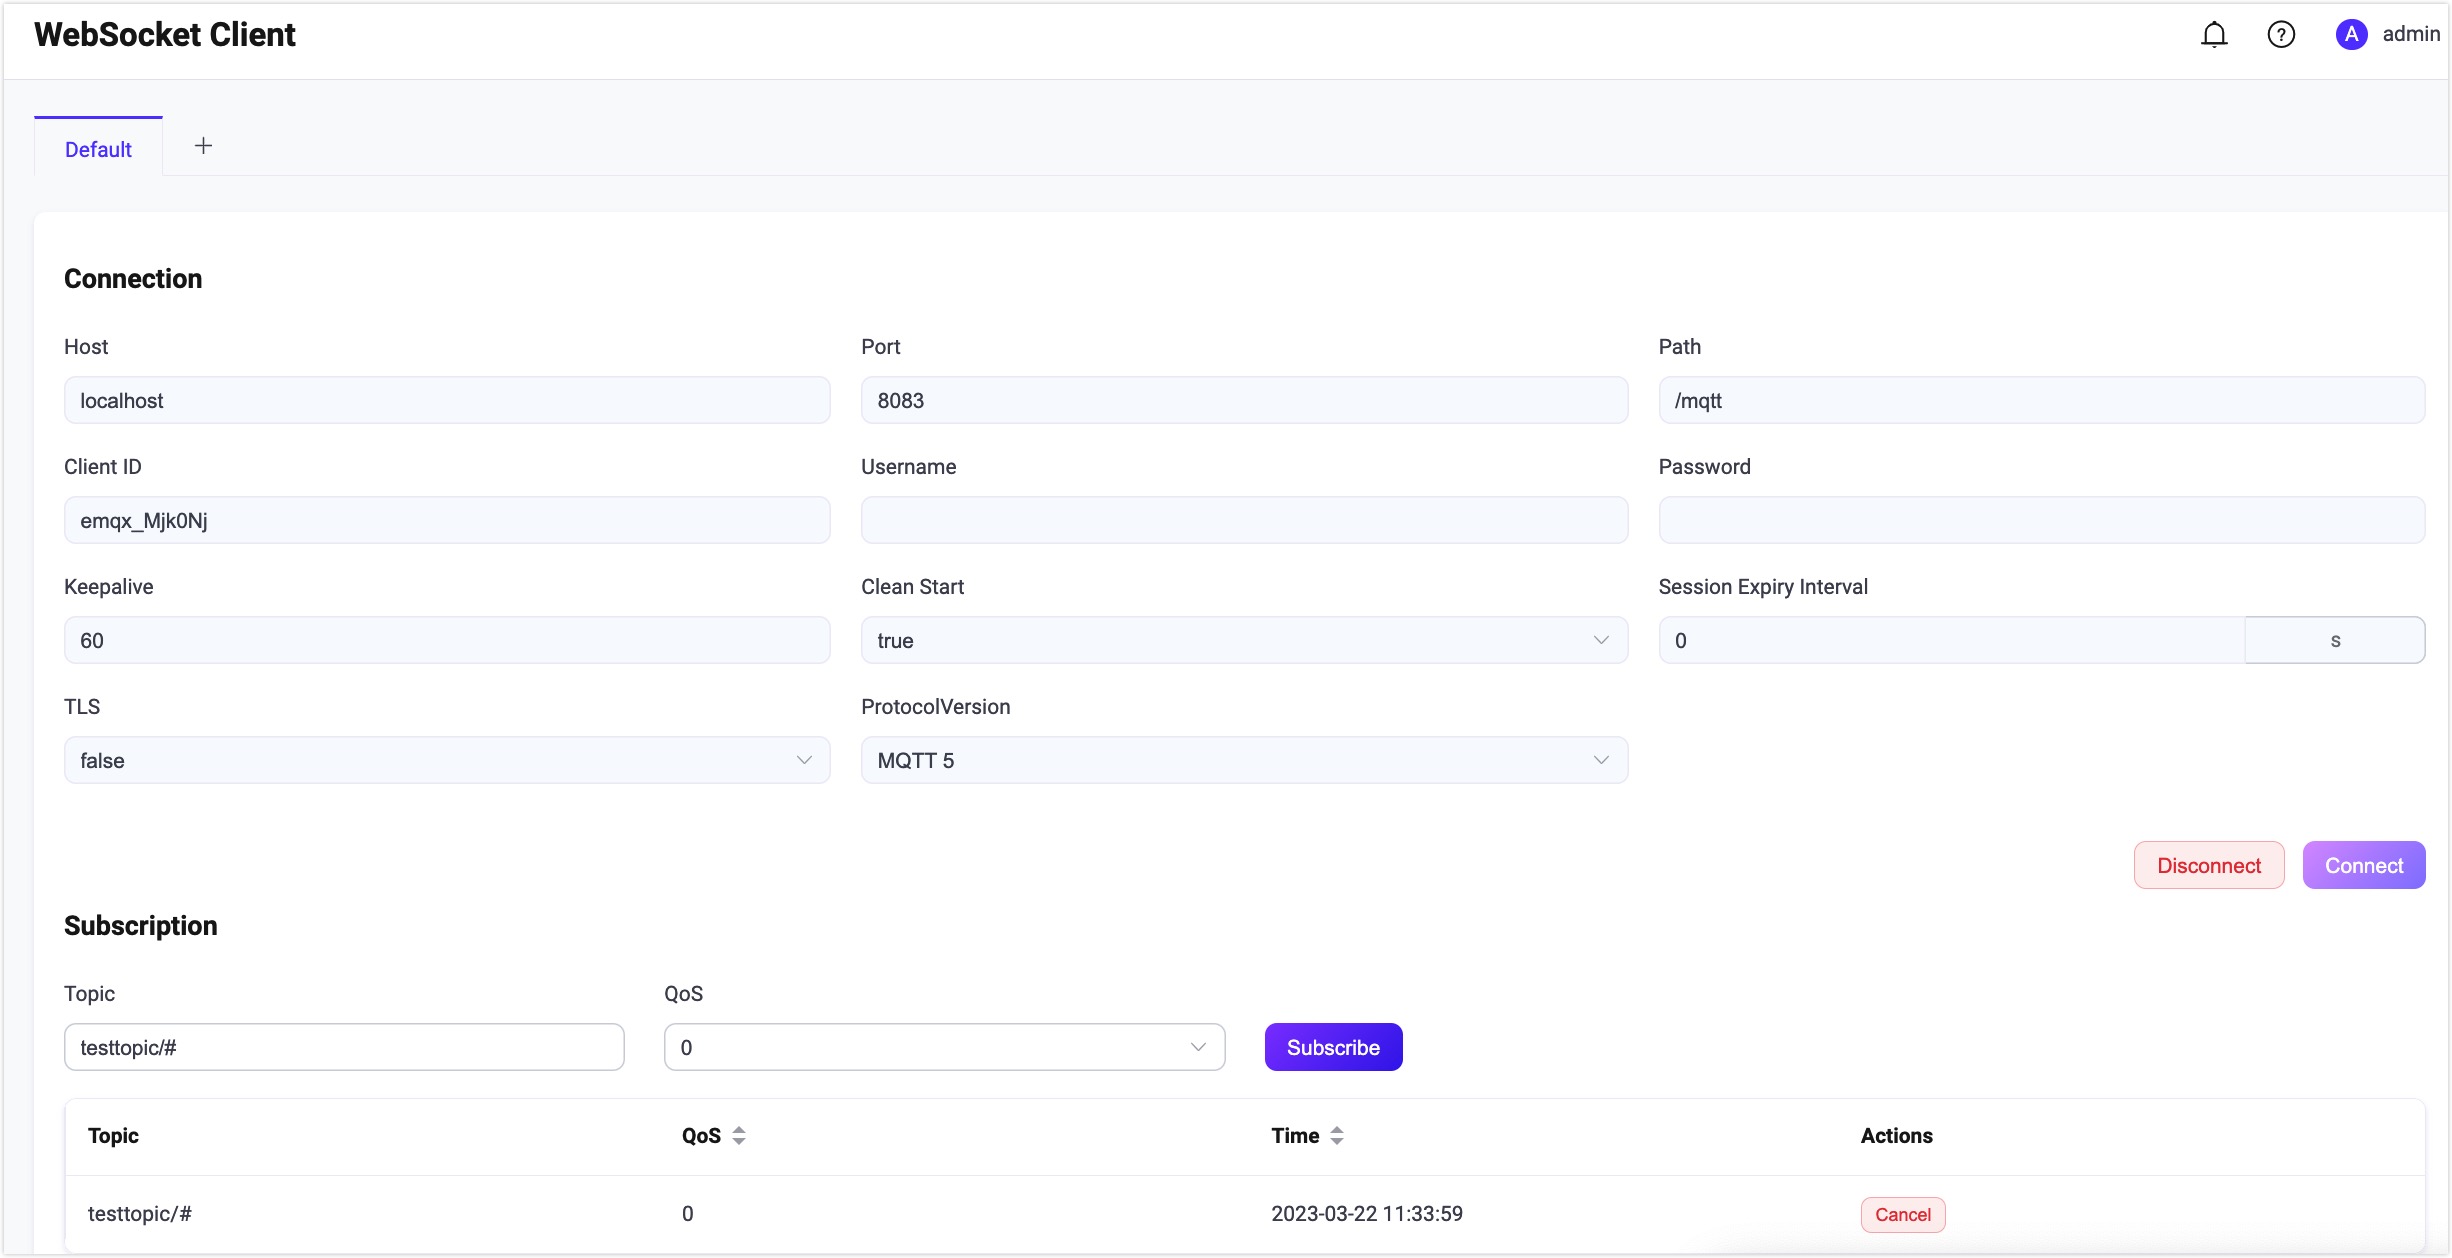 WebSocket Client
? A admin
Default +
Connection
Host Port Path
localhost 8083 /mqtt
Client ID Username Password
emqx_Mjk0Nj
Keepalive Clean Start Session Expiry Interval
60 true 0 s
TLS ProtocolVersion
false MQTT 5
Disconnect Connect
Subscription
Topic QoS
testtopic/# 0 Subscribe
Topic QoS Time Actions
testtopic/# 0 2023-03-22 11:33:59 Cancel